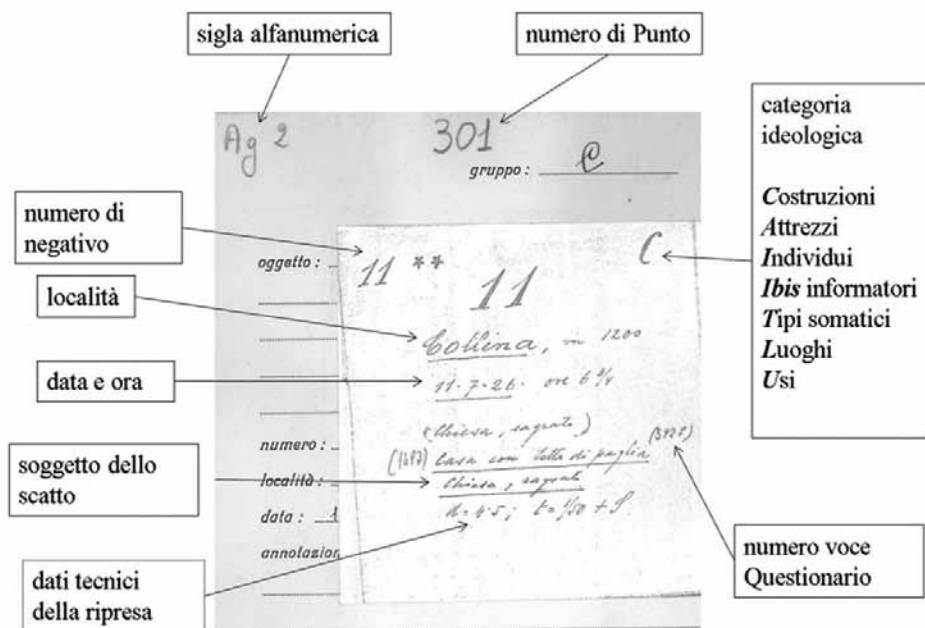 sigla alfanumerica
numero di Punto
categoria
ideologica
Costruzioni
Attrezzi
Individui
Ibis informatori
Tipi somatici
Luoghi
Usi
Ag 2
301
gruppo : C
numero di
negativo
oggetto :
11 ** 11 C
località
Collina, m 1200
data e ora
11.7.26. ore 6
(Chiesa, sagrato)
numero :
casa con tetto di paglia
soggetto dello
scatto
località :
Chiesa, sagrato
data : 1
annotazion
numero voce
Questionario
dati tecnici
della ripresa